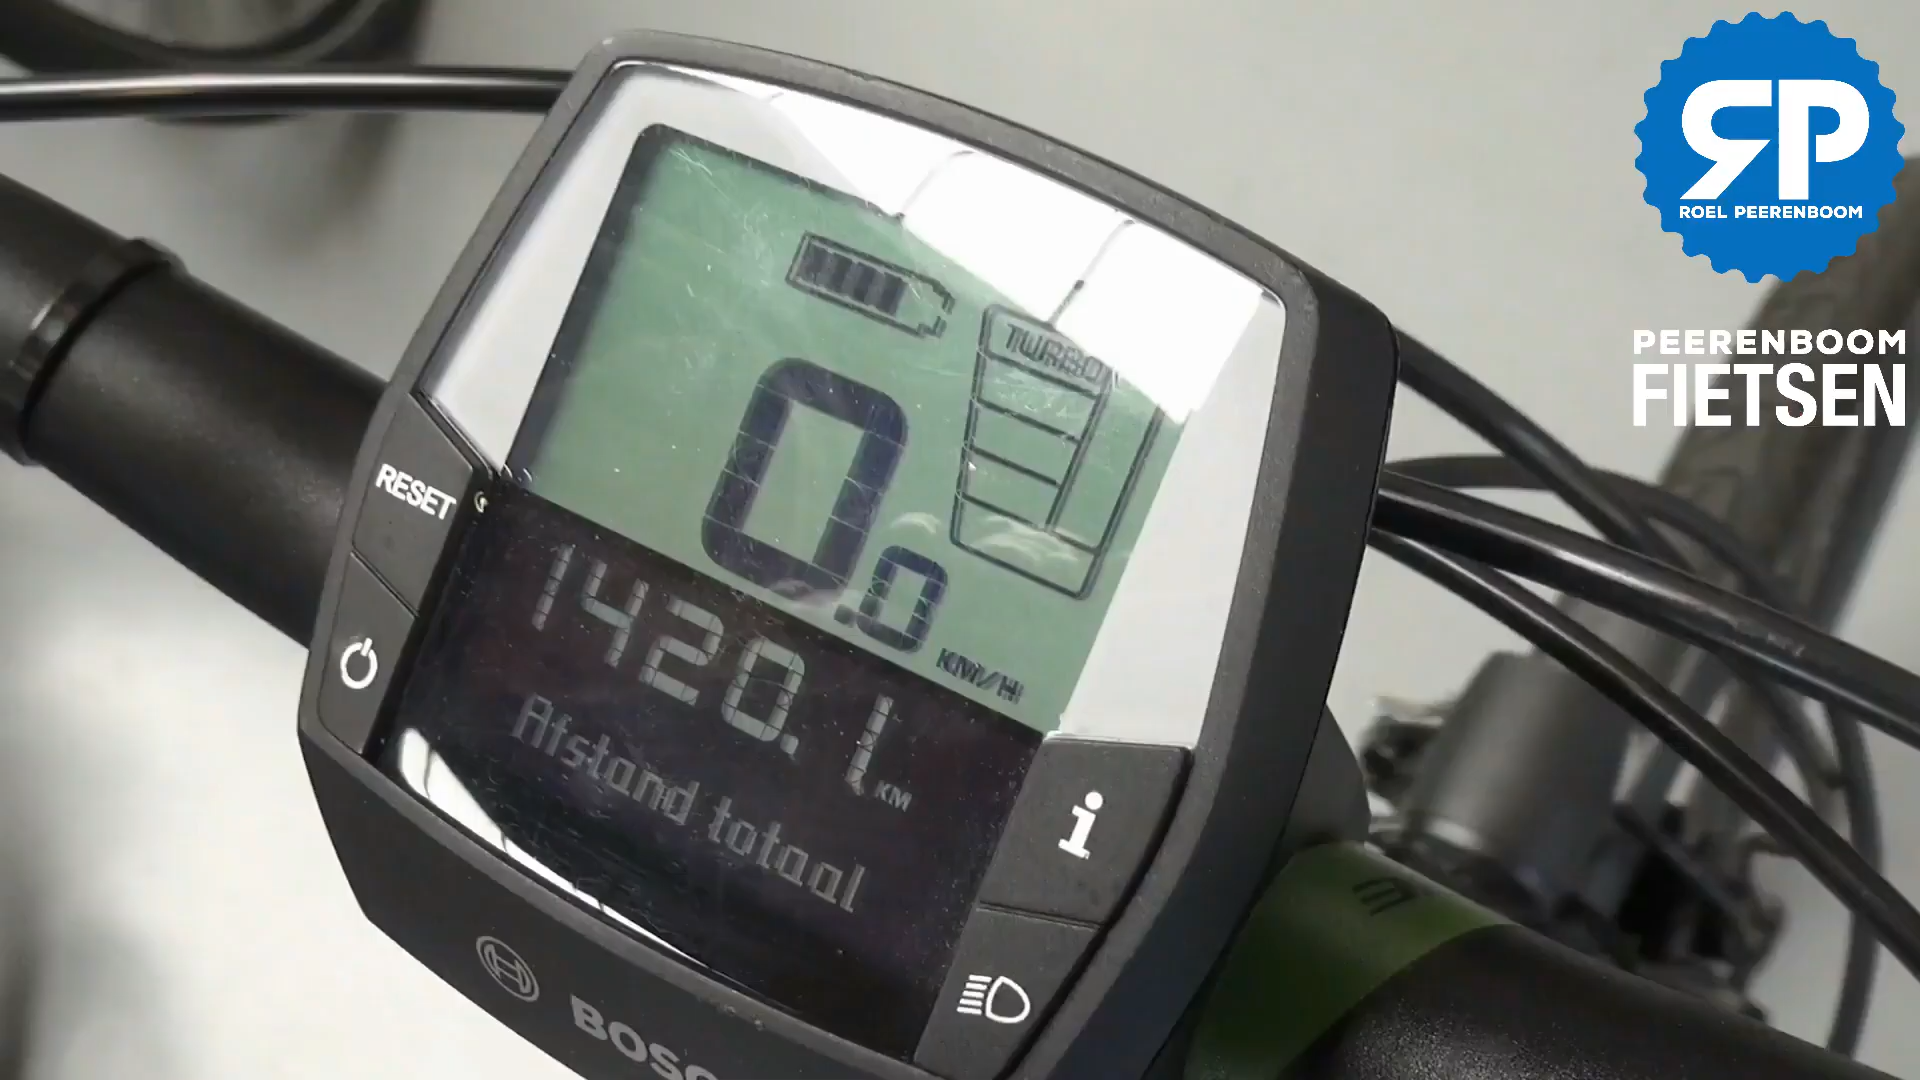 RP
ROEL PEERENBOOM
PEERENBOOM
FIETSEN
TURBO
0.0
KM/H
RESET
1420.1 KM
Afstand totaal
i
BOSC